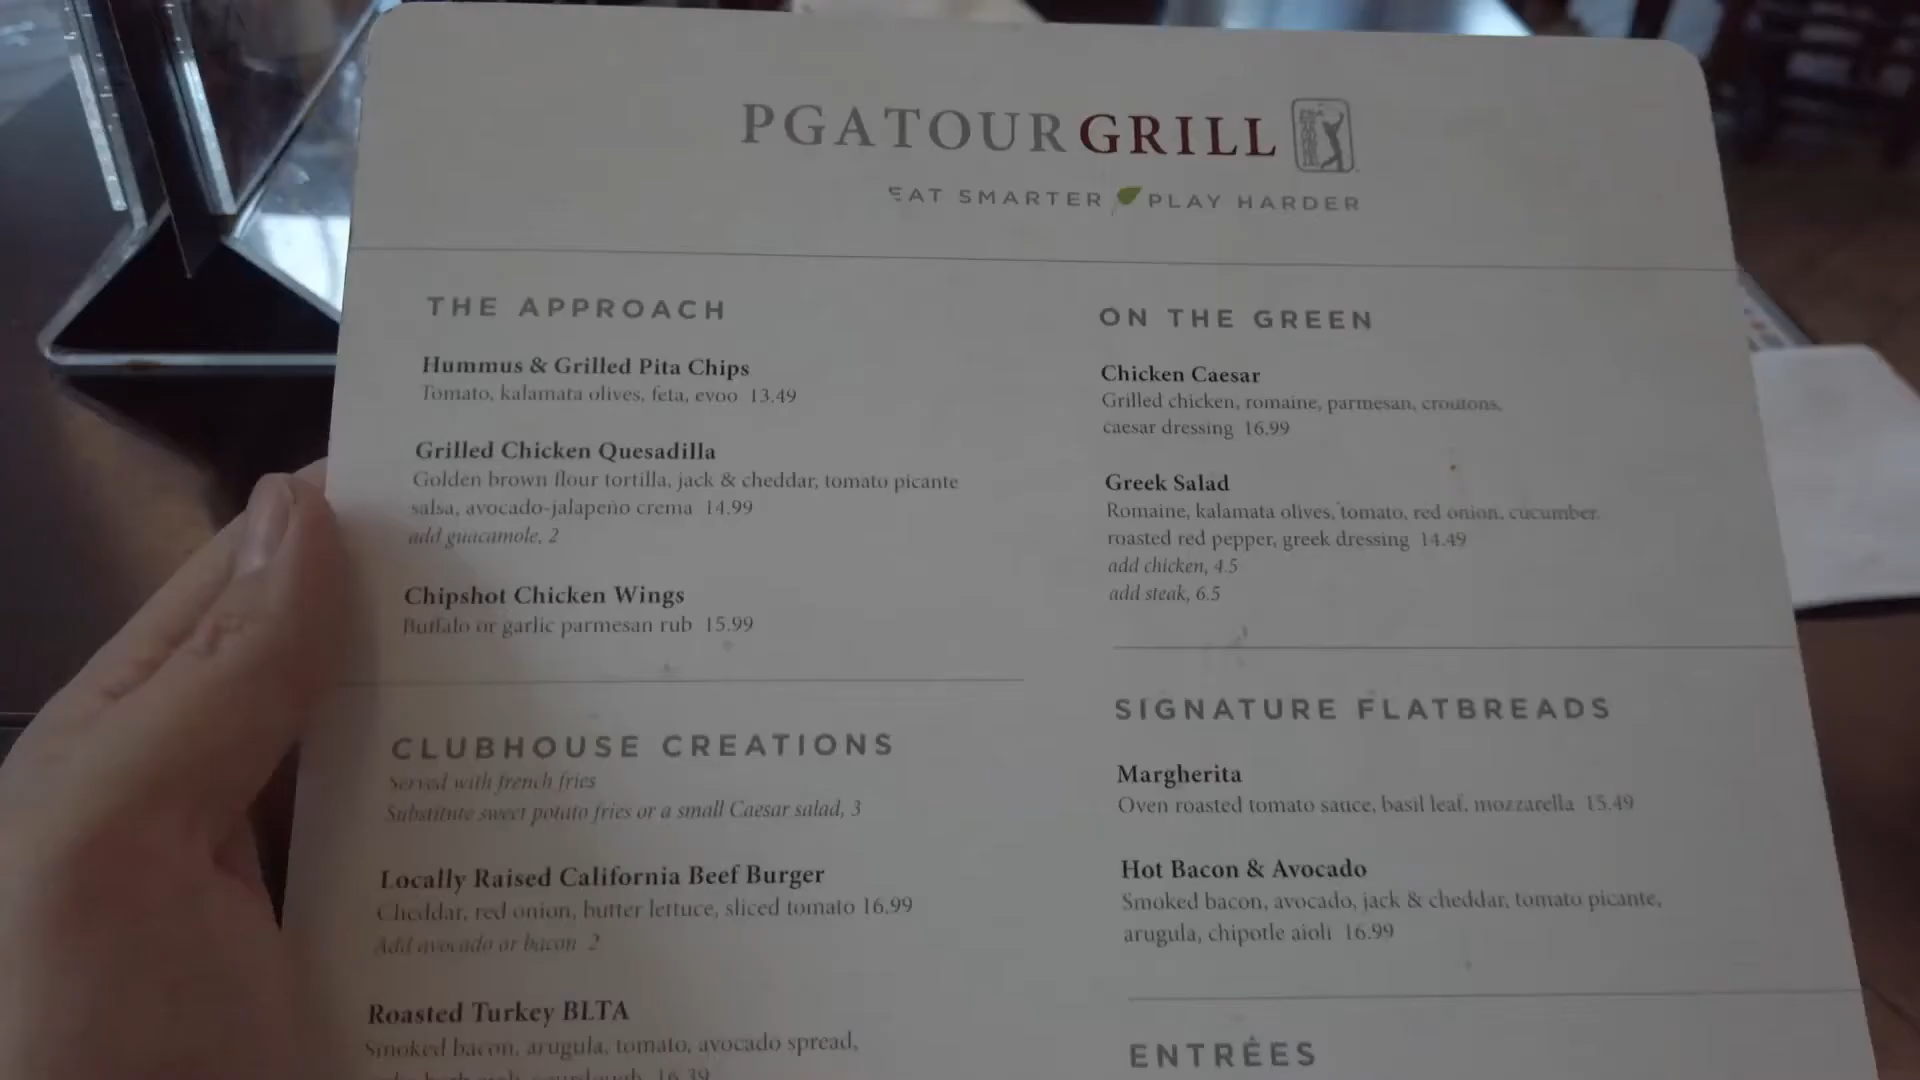 PGATOURGRILL
EAT SMARTER PLAY HARDER
THE APPROACH
Hummus & Grilled Pita Chips
Tomato, kalamata olives, feta, evoo 13.49
Grilled Chicken Quesadilla
Golden brown flour tortilla, jack & cheddar, tomato picante
salsa, avocado-jalapeño crema 14.99
add guacamole, 2
Chipshot Chicken Wings
Buffalo or garlic parmesan rub 15.99
CLUBHOUSE CREATIONS
Served with french fries
Substitute sweet potato fries or a small Caesar salad, 3
Locally Raised California Beef Burger
Cheddar, red onion, butter lettuce, sliced tomato 16.99
Add avocado or bacon 2
Roasted Turkey BLTA
Smoked bacon, arugula, tomato, avocado spread,
sourdough 16.39
ON THE GREEN
Chicken Caesar
Grilled chicken, romaine, parmesan, croutons,
caesar dressing 16.99
Greek Salad
Romaine, kalamata olives, tomato, red onion, cucumber,
roasted red pepper, greek dressing 14.49
add chicken, 4.5
add steak, 6.5
SIGNATURE FLATBREADS
Margherita
Oven roasted tomato sauce, basil leaf, mozzarella 15.49
Hot Bacon & Avocado
Smoked bacon, avocado, jack & cheddar, tomato picante,
arugula, chipotle aioli 16.99
ENTRÉES